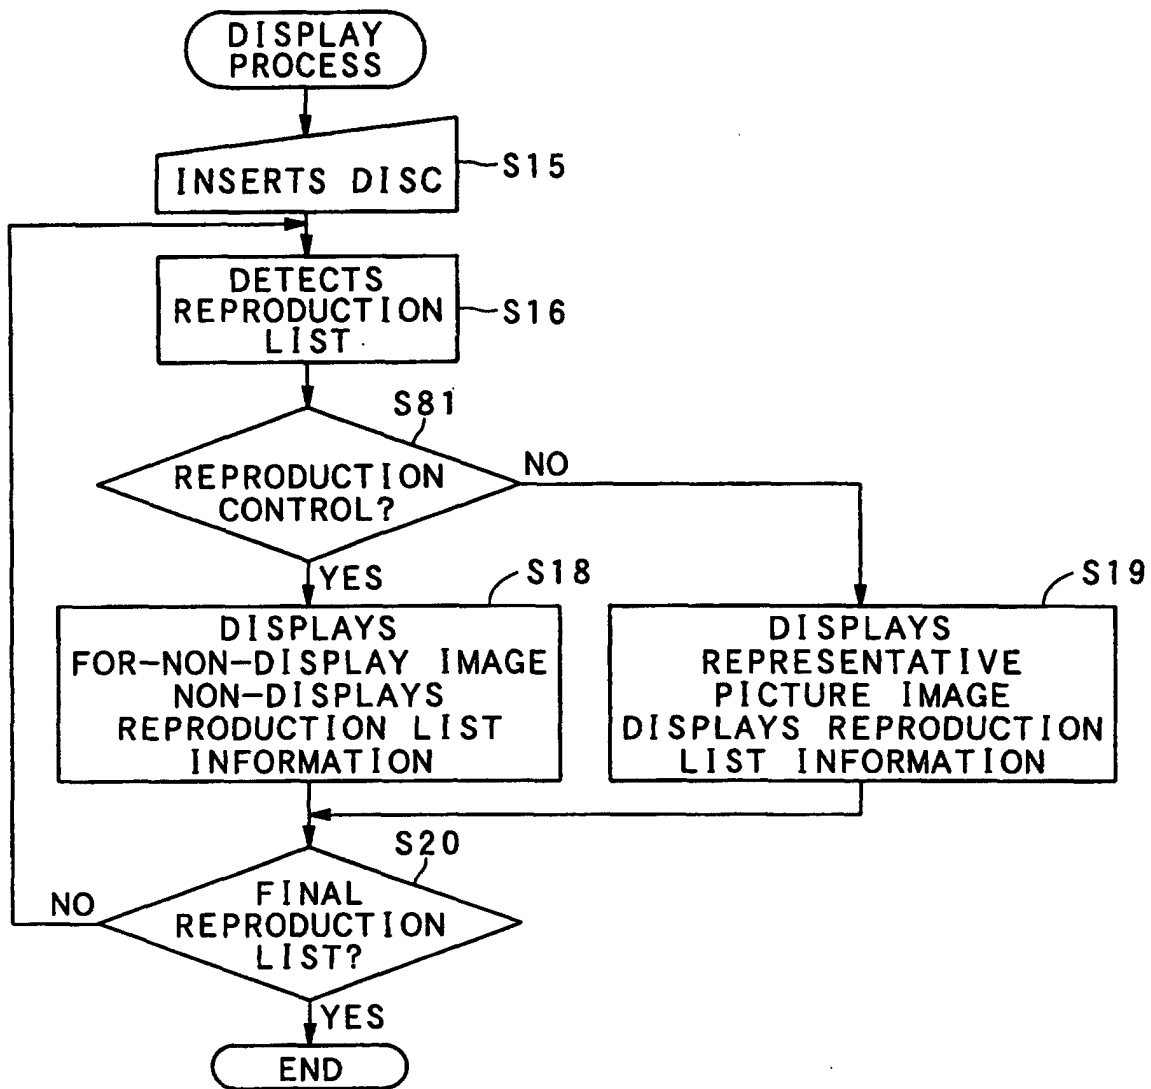 DISPLAY
PROCESS
INSERTS DISC
S15
DETECTS
REPRODUCTION
LIST
S16
S81
REPRODUCTION
CONTROL?
NO
YES
S18
DISPLAYS
FOR-NON-DISPLAY IMAGE
NON-DISPLAYS
REPRODUCTION LIST
INFORMATION
S19
DISPLAYS
REPRESENTATIVE
PICTURE IMAGE
DISPLAYS REPRODUCTION
LIST INFORMATION
S20
FINAL
REPRODUCTION
LIST?
NO
YES
END